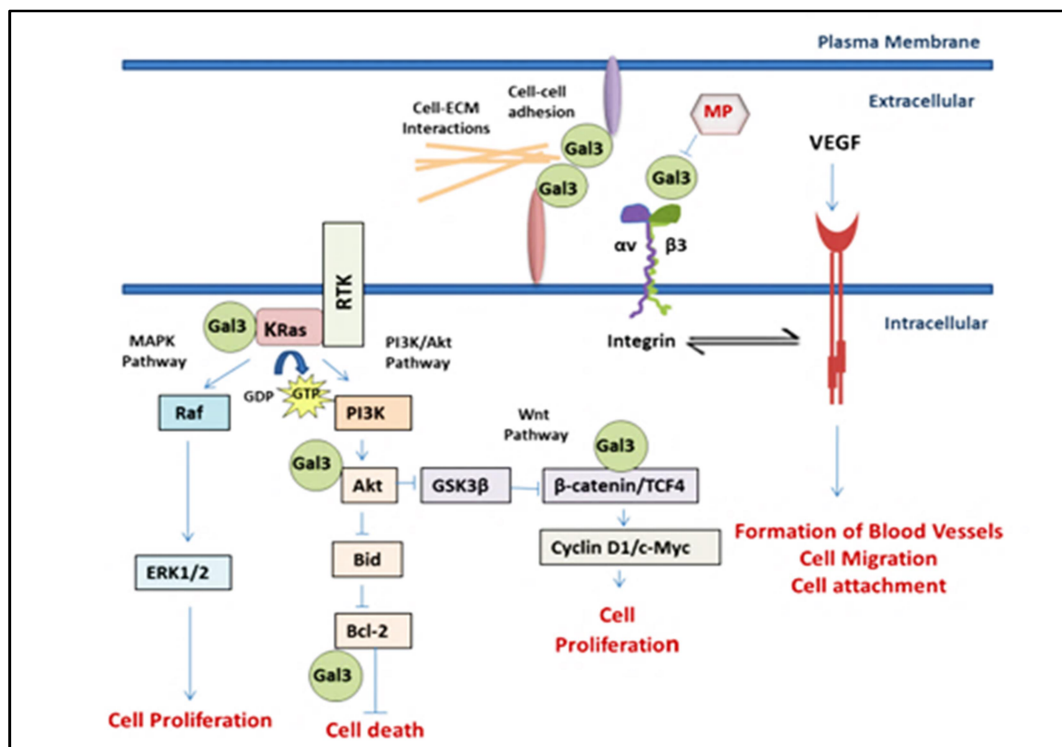 Plasma Membrane
Cell-cell
adhesion
Cell-ECM
Interactions
Extracellular
MP
VEGF
Gal3
Gal3
Gal3
αv
β3
RTK
Gal3
KRas
Intracellular
MAPK
Pathway
PI3K/Akt
Pathway
Integrin
GDP
GTP
Raf
PI3K
Wnt
Pathway
Gal3
Gal3
Akt
GSK3β
β-catenin/TCF4
Formation of Blood Vessels
Cell Migration
Cell attachment
Cyclin D1/c-Myc
Bid
ERK1/2
Cell
Proliferation
Bcl-2
Gal3
Cell Proliferation
Cell death